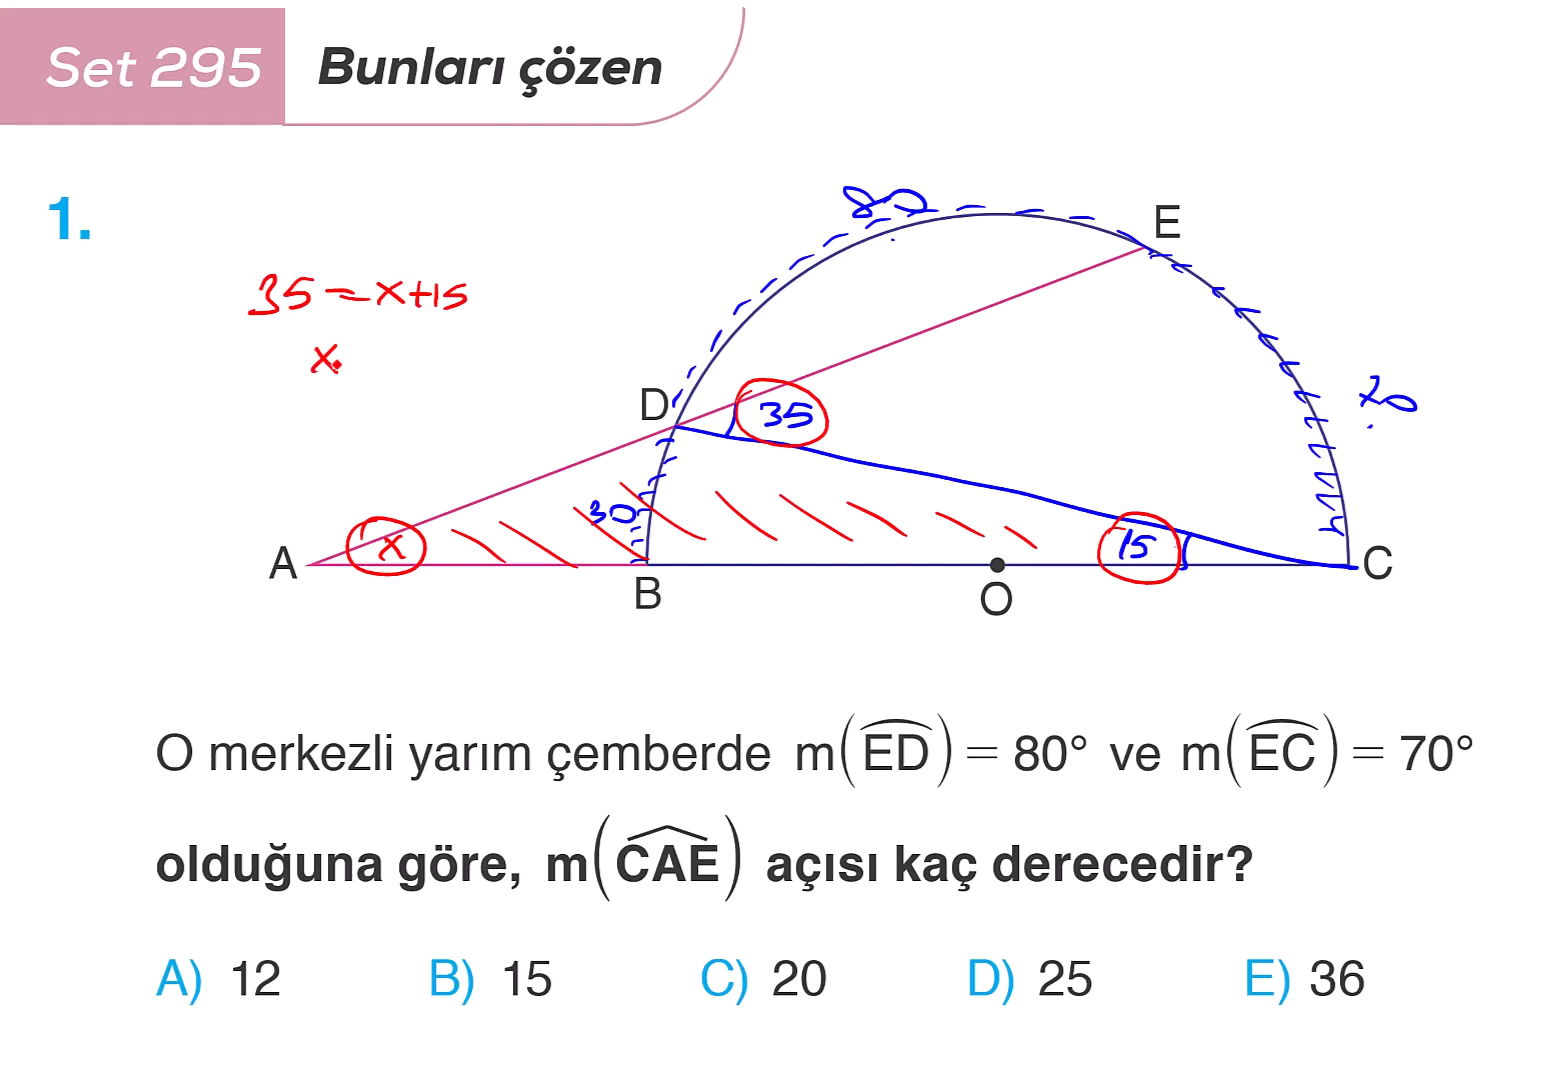 Set 295 Bunları çözen
1.
80
E
35 = x+15
x
70
D
35
30
A
x
15
C
B
O
O merkezli yarım çemberde m(ED) = 80° ve m(EC) = 70°
olduğuna göre, m(CAE) açısı kaç derecedir?
A) 12 B) 15 C) 20 D) 25 E) 36